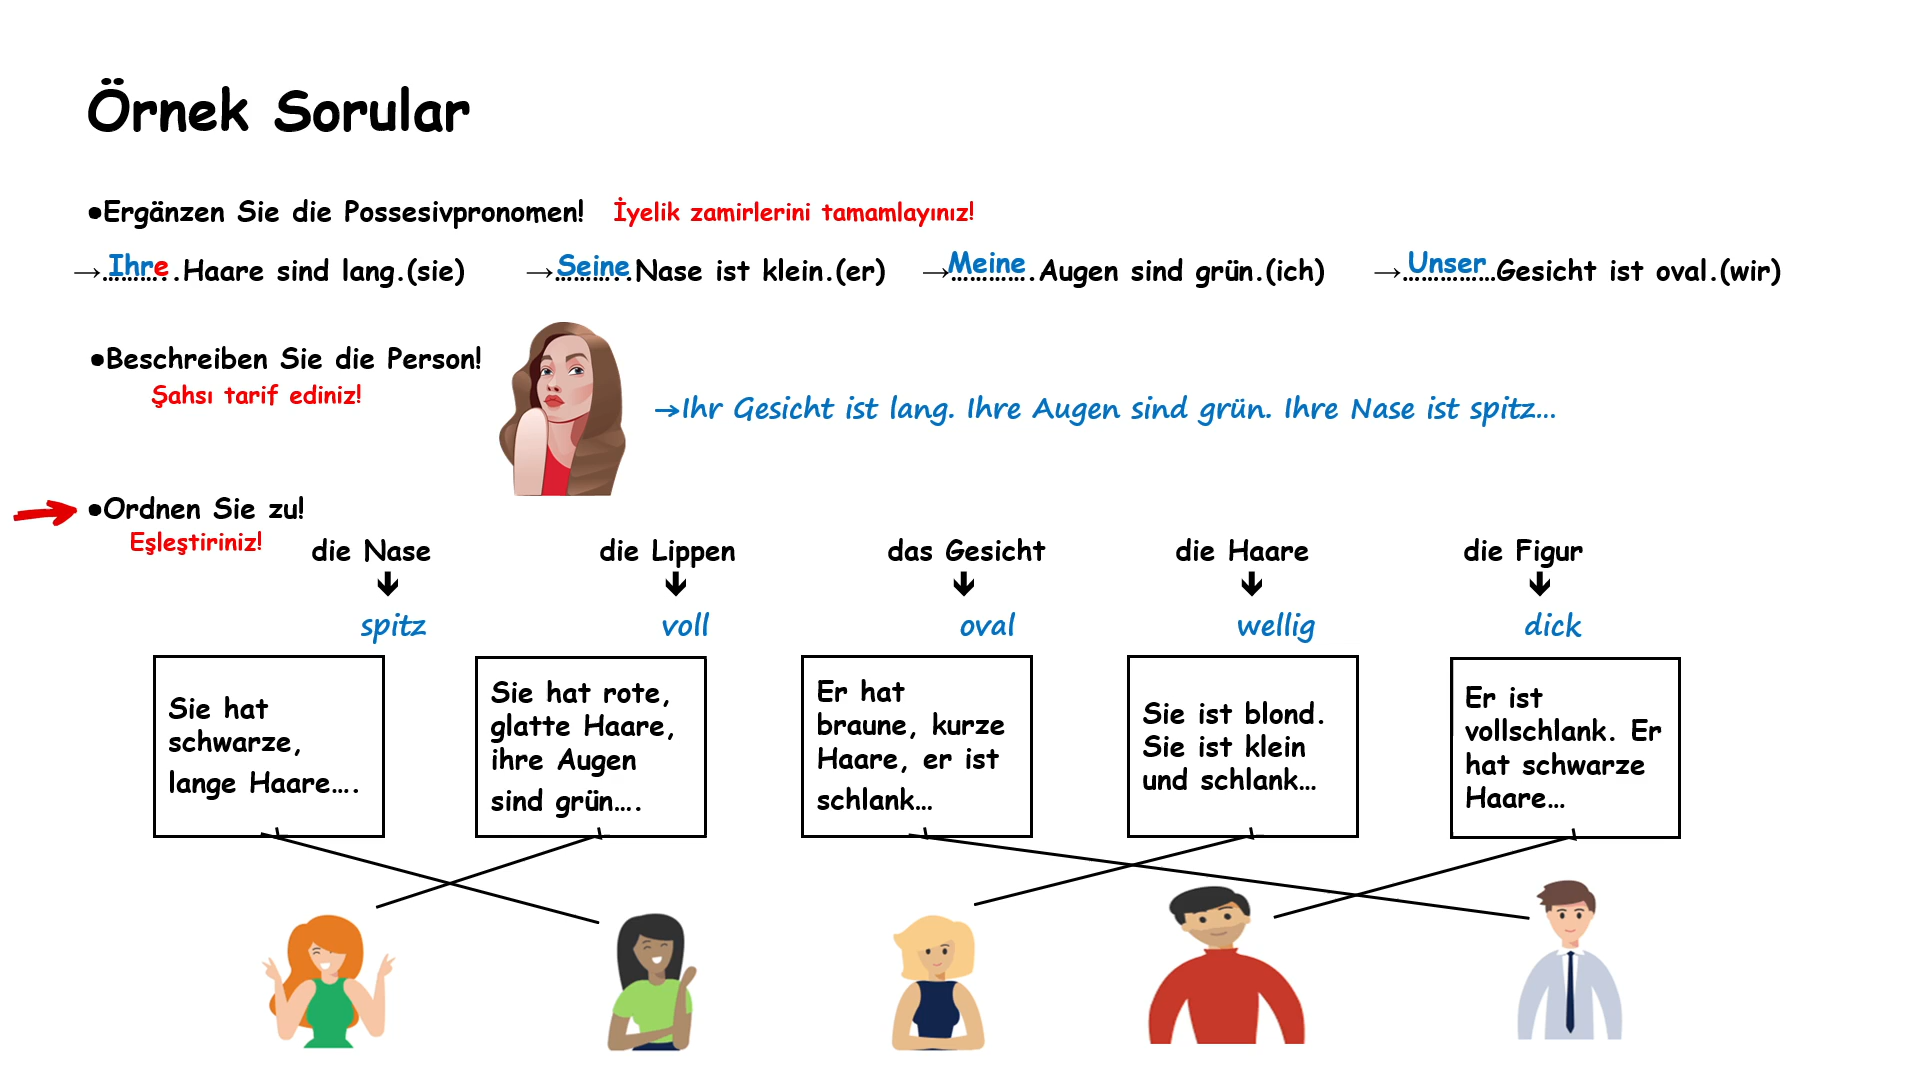 Örnek Sorular
•Ergänzen Sie die Possesivpronomen! İyelik zamirlerini tamamlayınız!
→Ihre..........Haare sind lang.(sie) →Seine..........Nase ist klein.(er) →Meine............Augen sind grün.(ich) →Unser...............Gesicht ist oval.(wir)
•Beschreiben Sie die Person!
Şahsı tarif ediniz!
→Ihr Gesicht ist lang. Ihre Augen sind grün. Ihre Nase ist spitz...
•Ordnen Sie zu!
Eşleştiriniz!
die Nase die Lippen das Gesicht die Haare die Figur
spitz voll oval wellig dick
Sie hat
schwarze,
lange Haare....
Sie hat rote,
glatte Haare,
ihre Augen
sind grün....
Er hat
braune, kurze
Haare, er ist
schlank...
Sie ist blond.
Sie ist klein
und schlank...
Er ist
vollschlank. Er
hat schwarze
Haare...